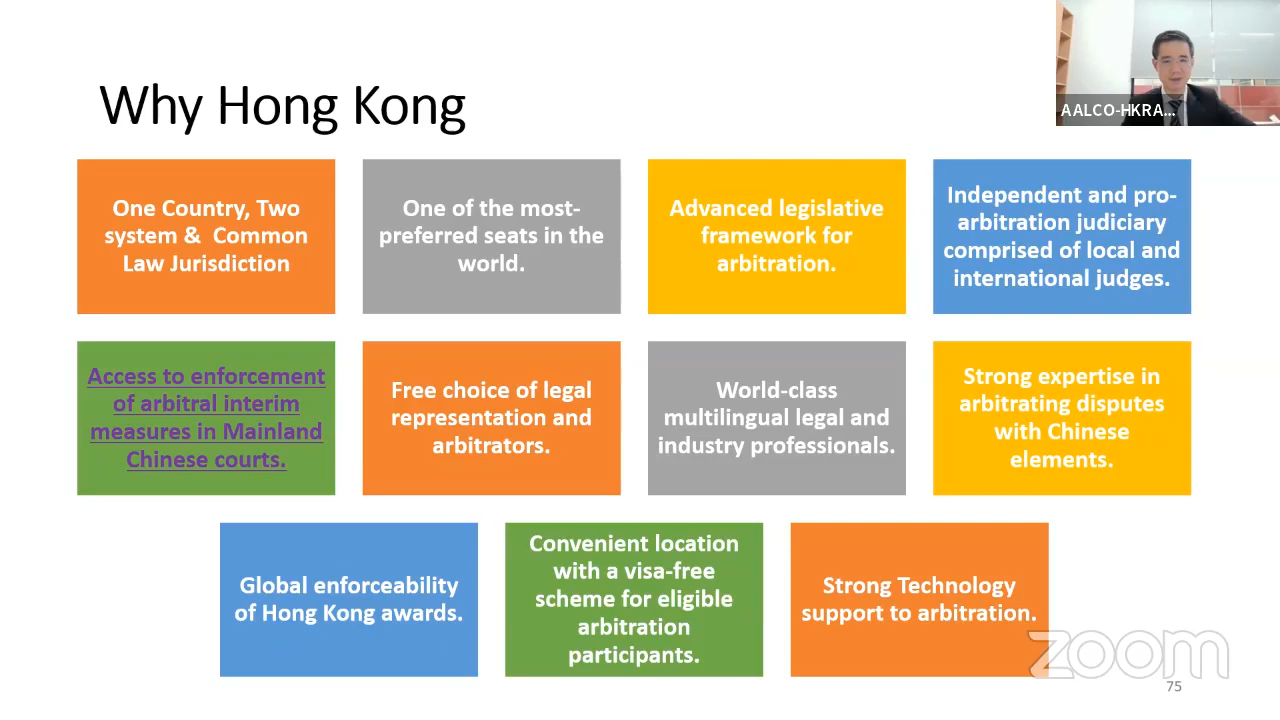 Why Hong Kong
AALCO-HKRA...
One Country, Two
system & Common
Law Jurisdiction
One of the most-
preferred seats in the
world.
Advanced legislative
framework for
arbitration.
Independent and pro-
arbitration judiciary
comprised of local and
international judges.
Access to enforcement
of arbitral interim
measures in Mainland
Chinese courts.
Free choice of legal
representation and
arbitrators.
World-class
multilingual legal and
industry professionals.
Strong expertise in
arbitrating disputes
with Chinese
elements.
Global enforceability
of Hong Kong awards.
Convenient location
with a visa-free
scheme for eligible
arbitration
participants.
Strong Technology
support to arbitration.
zoom
75